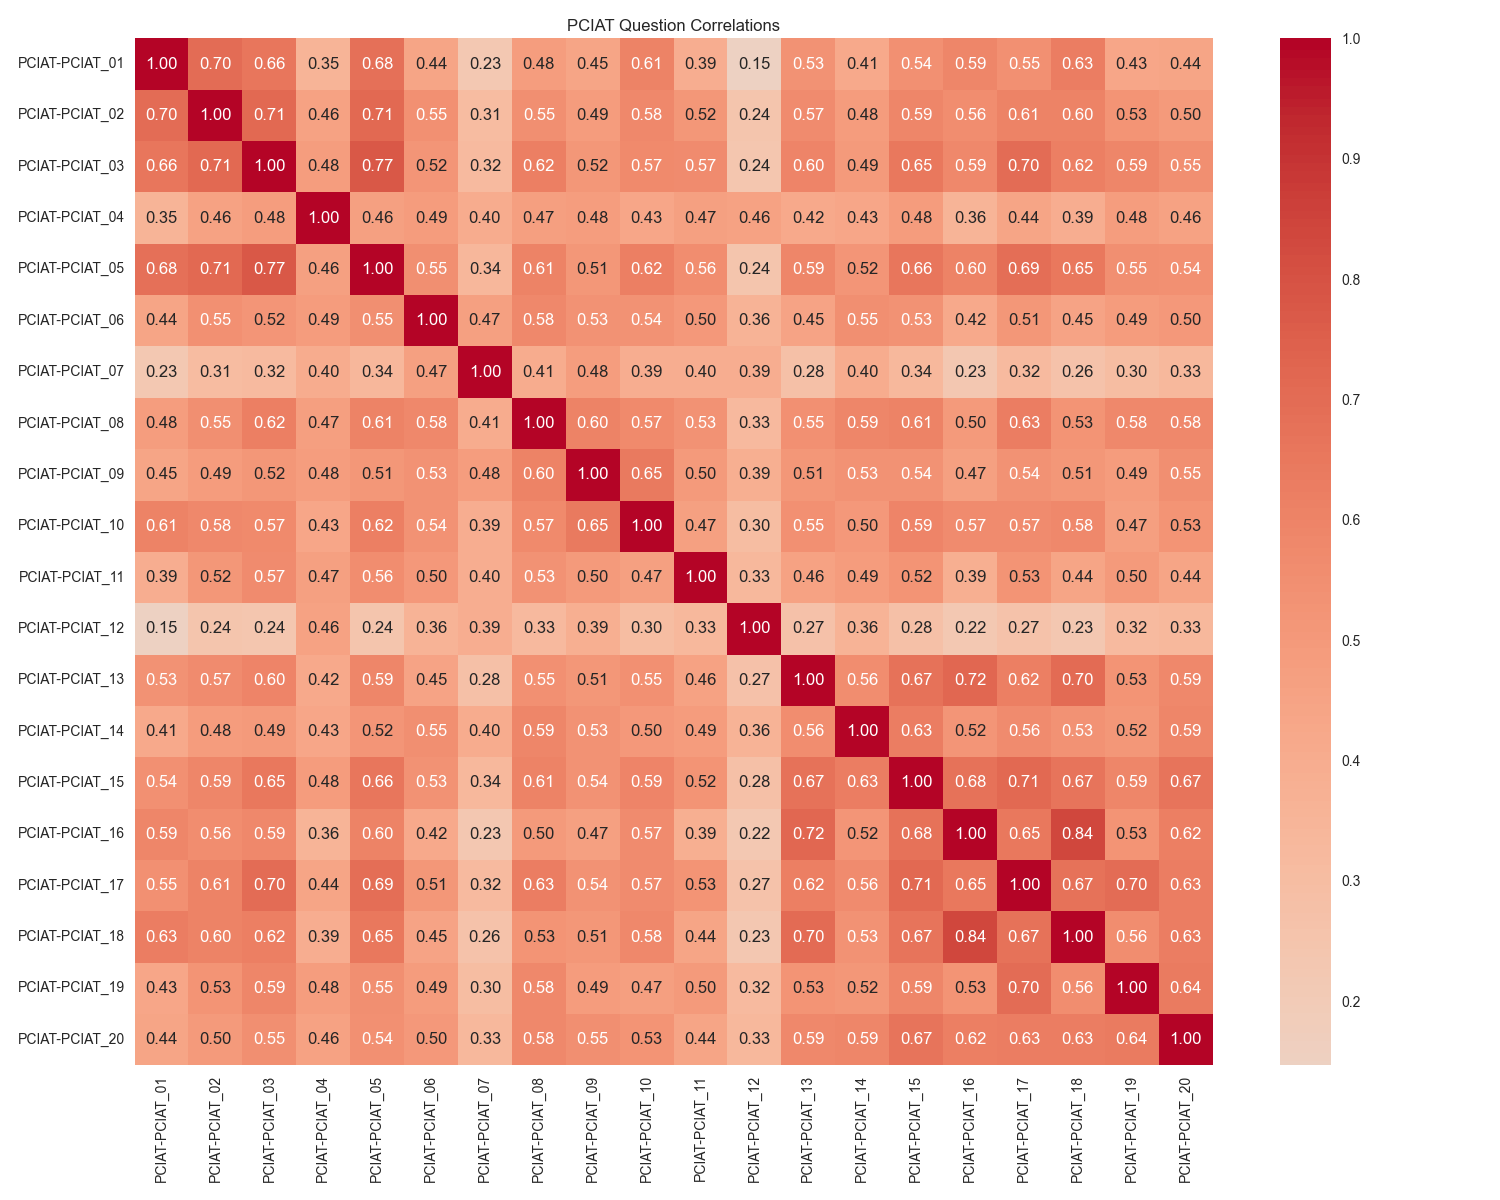 PCIAT Question Correlations
PCIAT-PCIAT_01 1.00 0.70 0.66 0.35 0.68 0.44 0.23 0.48 0.45 0.61 0.39 0.15 0.53 0.41 0.54 0.59 0.55 0.63 0.43 0.44
PCIAT-PCIAT_02 0.70 1.00 0.71 0.46 0.71 0.55 0.31 0.55 0.49 0.58 0.52 0.24 0.57 0.48 0.59 0.56 0.61 0.60 0.53 0.50
PCIAT-PCIAT_03 0.66 0.71 1.00 0.48 0.77 0.52 0.32 0.62 0.52 0.57 0.57 0.24 0.60 0.49 0.65 0.59 0.70 0.62 0.59 0.55
PCIAT-PCIAT_04 0.35 0.46 0.48 1.00 0.46 0.49 0.40 0.47 0.48 0.43 0.47 0.46 0.42 0.43 0.48 0.36 0.44 0.39 0.48 0.46
PCIAT-PCIAT_05 0.68 0.71 0.77 0.46 1.00 0.55 0.34 0.61 0.51 0.62 0.56 0.24 0.59 0.52 0.66 0.60 0.69 0.65 0.55 0.54
PCIAT-PCIAT_06 0.44 0.55 0.52 0.49 0.55 1.00 0.47 0.58 0.53 0.54 0.50 0.36 0.45 0.55 0.53 0.42 0.51 0.45 0.49 0.50
PCIAT-PCIAT_07 0.23 0.31 0.32 0.40 0.34 0.47 1.00 0.41 0.48 0.39 0.40 0.39 0.28 0.40 0.34 0.23 0.32 0.26 0.30 0.33
PCIAT-PCIAT_08 0.48 0.55 0.62 0.47 0.61 0.58 0.41 1.00 0.60 0.57 0.53 0.33 0.55 0.59 0.61 0.50 0.63 0.53 0.58 0.58
PCIAT-PCIAT_09 0.45 0.49 0.52 0.48 0.51 0.53 0.48 0.60 1.00 0.65 0.50 0.39 0.51 0.53 0.54 0.47 0.54 0.51 0.49 0.55
PCIAT-PCIAT_10 0.61 0.58 0.57 0.43 0.62 0.54 0.39 0.57 0.65 1.00 0.47 0.30 0.55 0.50 0.59 0.57 0.57 0.58 0.47 0.53
PCIAT-PCIAT_11 0.39 0.52 0.57 0.47 0.56 0.50 0.40 0.53 0.50 0.47 1.00 0.33 0.46 0.49 0.52 0.39 0.53 0.44 0.50 0.44
PCIAT-PCIAT_12 0.15 0.24 0.24 0.46 0.24 0.36 0.39 0.33 0.39 0.30 0.33 1.00 0.27 0.36 0.28 0.22 0.27 0.23 0.32 0.33
PCIAT-PCIAT_13 0.53 0.57 0.60 0.42 0.59 0.45 0.28 0.55 0.51 0.55 0.46 0.27 1.00 0.56 0.67 0.72 0.62 0.70 0.53 0.59
PCIAT-PCIAT_14 0.41 0.48 0.49 0.43 0.52 0.55 0.40 0.59 0.53 0.50 0.49 0.36 0.56 1.00 0.63 0.52 0.56 0.53 0.52 0.59
PCIAT-PCIAT_15 0.54 0.59 0.65 0.48 0.66 0.53 0.34 0.61 0.54 0.59 0.52 0.28 0.67 0.63 1.00 0.68 0.71 0.67 0.59 0.67
PCIAT-PCIAT_16 0.59 0.56 0.59 0.36 0.60 0.42 0.23 0.50 0.47 0.57 0.39 0.22 0.72 0.52 0.68 1.00 0.65 0.84 0.53 0.62
PCIAT-PCIAT_17 0.55 0.61 0.70 0.44 0.69 0.51 0.32 0.63 0.54 0.57 0.53 0.27 0.62 0.56 0.71 0.65 1.00 0.67 0.70 0.63
PCIAT-PCIAT_18 0.63 0.60 0.62 0.39 0.65 0.45 0.26 0.53 0.51 0.58 0.44 0.23 0.70 0.53 0.67 0.84 0.67 1.00 0.56 0.63
PCIAT-PCIAT_19 0.43 0.53 0.59 0.48 0.55 0.49 0.30 0.58 0.49 0.47 0.50 0.32 0.53 0.52 0.59 0.53 0.70 0.56 1.00 0.64
PCIAT-PCIAT_20 0.44 0.50 0.55 0.46 0.54 0.50 0.33 0.58 0.55 0.53 0.44 0.33 0.59 0.59 0.67 0.62 0.63 0.63 0.64 1.00
PCIAT-PCIAT_01
PCIAT-PCIAT_02
PCIAT-PCIAT_03
PCIAT-PCIAT_04
PCIAT-PCIAT_05
PCIAT-PCIAT_06
PCIAT-PCIAT_07
PCIAT-PCIAT_08
PCIAT-PCIAT_09
PCIAT-PCIAT_10
PCIAT-PCIAT_11
PCIAT-PCIAT_12
PCIAT-PCIAT_13
PCIAT-PCIAT_14
PCIAT-PCIAT_15
PCIAT-PCIAT_16
PCIAT-PCIAT_17
PCIAT-PCIAT_18
PCIAT-PCIAT_19
PCIAT-PCIAT_20
1.0
0.9
0.8
0.7
0.6
0.5
0.4
0.3
0.2